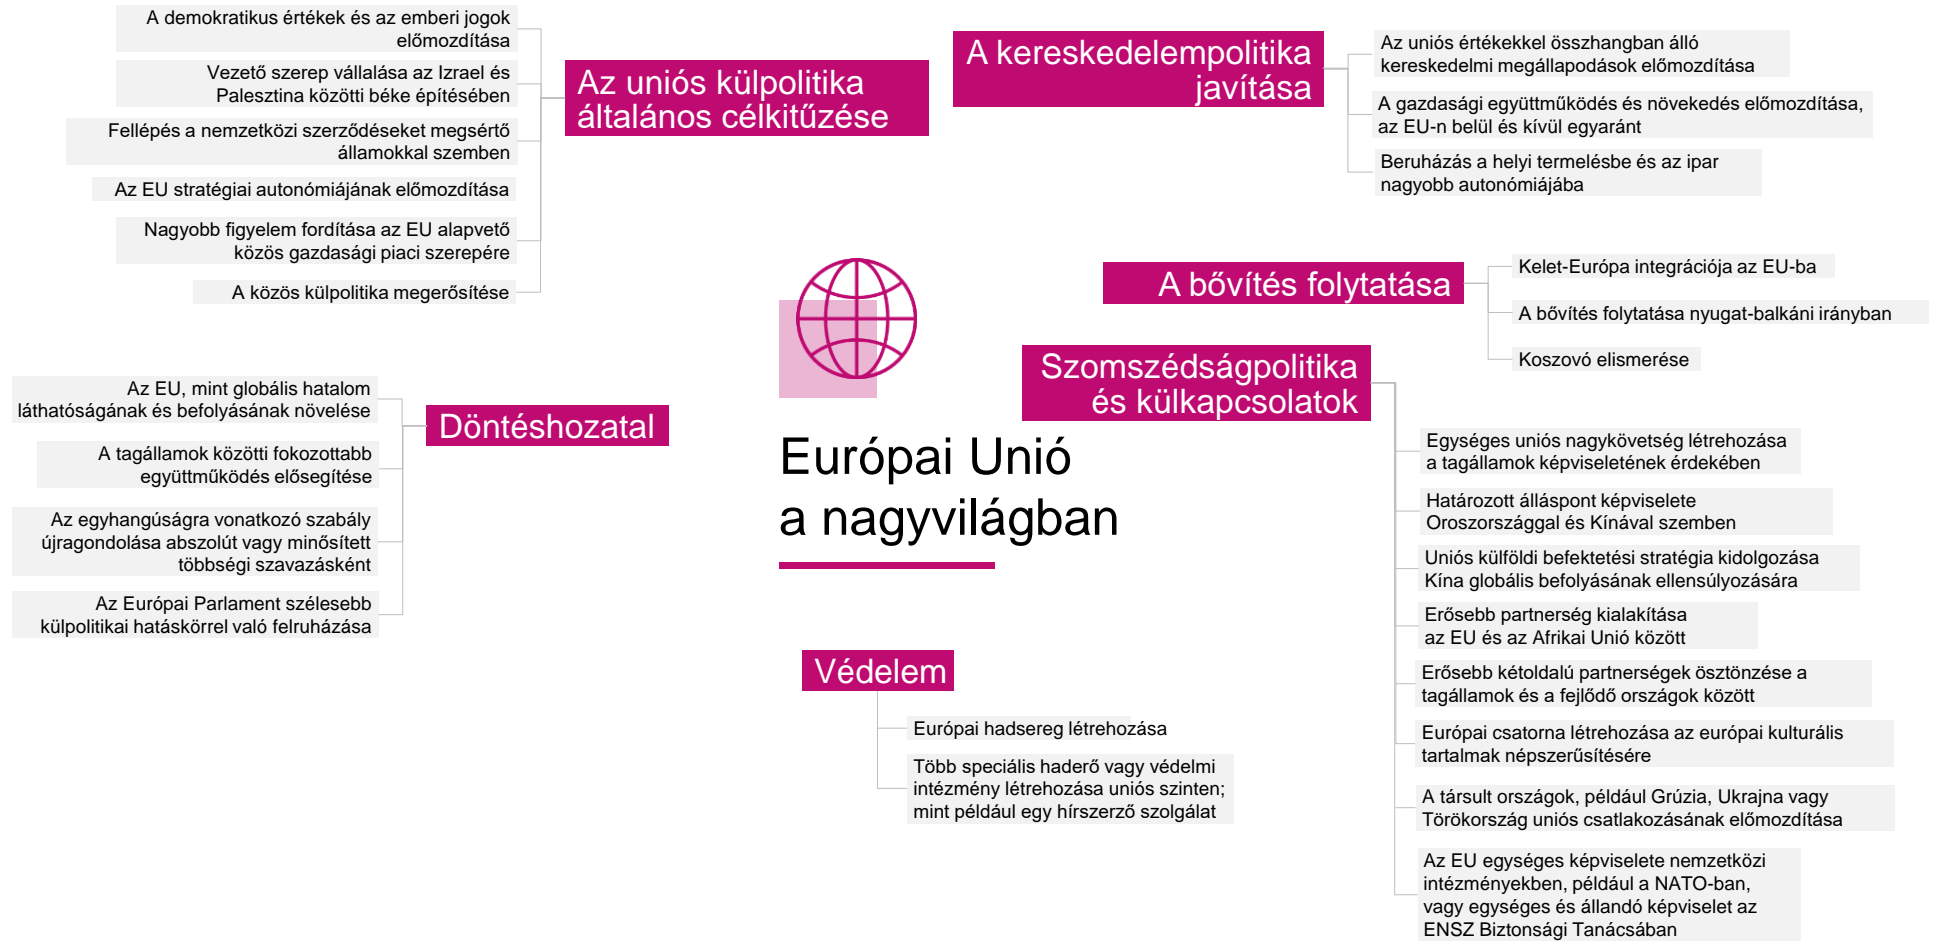 A demokratikus értékek és az emberi jogok
előmozdítása
Vezető szerep vállalása az Izrael és
Palesztina közötti béke építésében
Fellépés a nemzetközi szerződéseket megsértő
államokkal szemben
Az EU stratégiai autonómiájának előmozdítása
Nagyobb figyelem fordítása az EU alapvető
közös gazdasági piaci szerepére
A közös külpolitika megerősítése
Az uniós külpolitika
általános célkitűzése
A kereskedelempolitika
javítása
Az uniós értékekkel összhangban álló
kereskedelmi megállapodások előmozdítása
A gazdasági együttműködés és növekedés előmozdítása,
az EU-n belül és kívül egyaránt
Beruházás a helyi termelésbe és az ipar
nagyobb autonómiájába
A bővítés folytatása
Kelet-Európa integrációja az EU-ba
A bővítés folytatása nyugat-balkáni irányban
Koszovó elismerése
Az EU, mint globális hatalom
láthatóságának és befolyásának növelése
A tagállamok közötti fokozottabb
együttműködés elősegítése
Az egyhangúságra vonatkozó szabály
újragondolása abszolút vagy minősített
többségi szavazásként
Az Európai Parlament szélesebb
külpolitikai hatáskörrel való felruházása
Döntéshozatal
Európai Unió
a nagyvilágban
Szomszédságpolitika
és külkapcsolatok
Egységes uniós nagykövetség létrehozása
a tagállamok képviseletének érdekében
Határozott álláspont képviselete
Oroszországgal és Kínával szemben
Uniós külföldi befektetési stratégia kidolgozása
Kína globális befolyásának ellensúlyozására
Erősebb partnerség kialakítása
az EU és az Afrikai Unió között
Erősebb kétoldalú partnerségek ösztönzése a
tagállamok és a fejlődő országok között
Európai csatorna létrehozása az európai kulturális
tartalmak népszerűsítésére
A társult országok, például Grúzia, Ukrajna vagy
Törökország uniós csatlakozásának előmozdítása
Az EU egységes képviselete nemzetközi
intézményekben, például a NATO-ban,
vagy egységes és állandó képviselet az
ENSZ Biztonsági Tanácsában
Védelem
Európai hadsereg létrehozása
Több speciális haderő vagy védelmi
intézmény létrehozása uniós szinten;
mint például egy hírszerző szolgálat